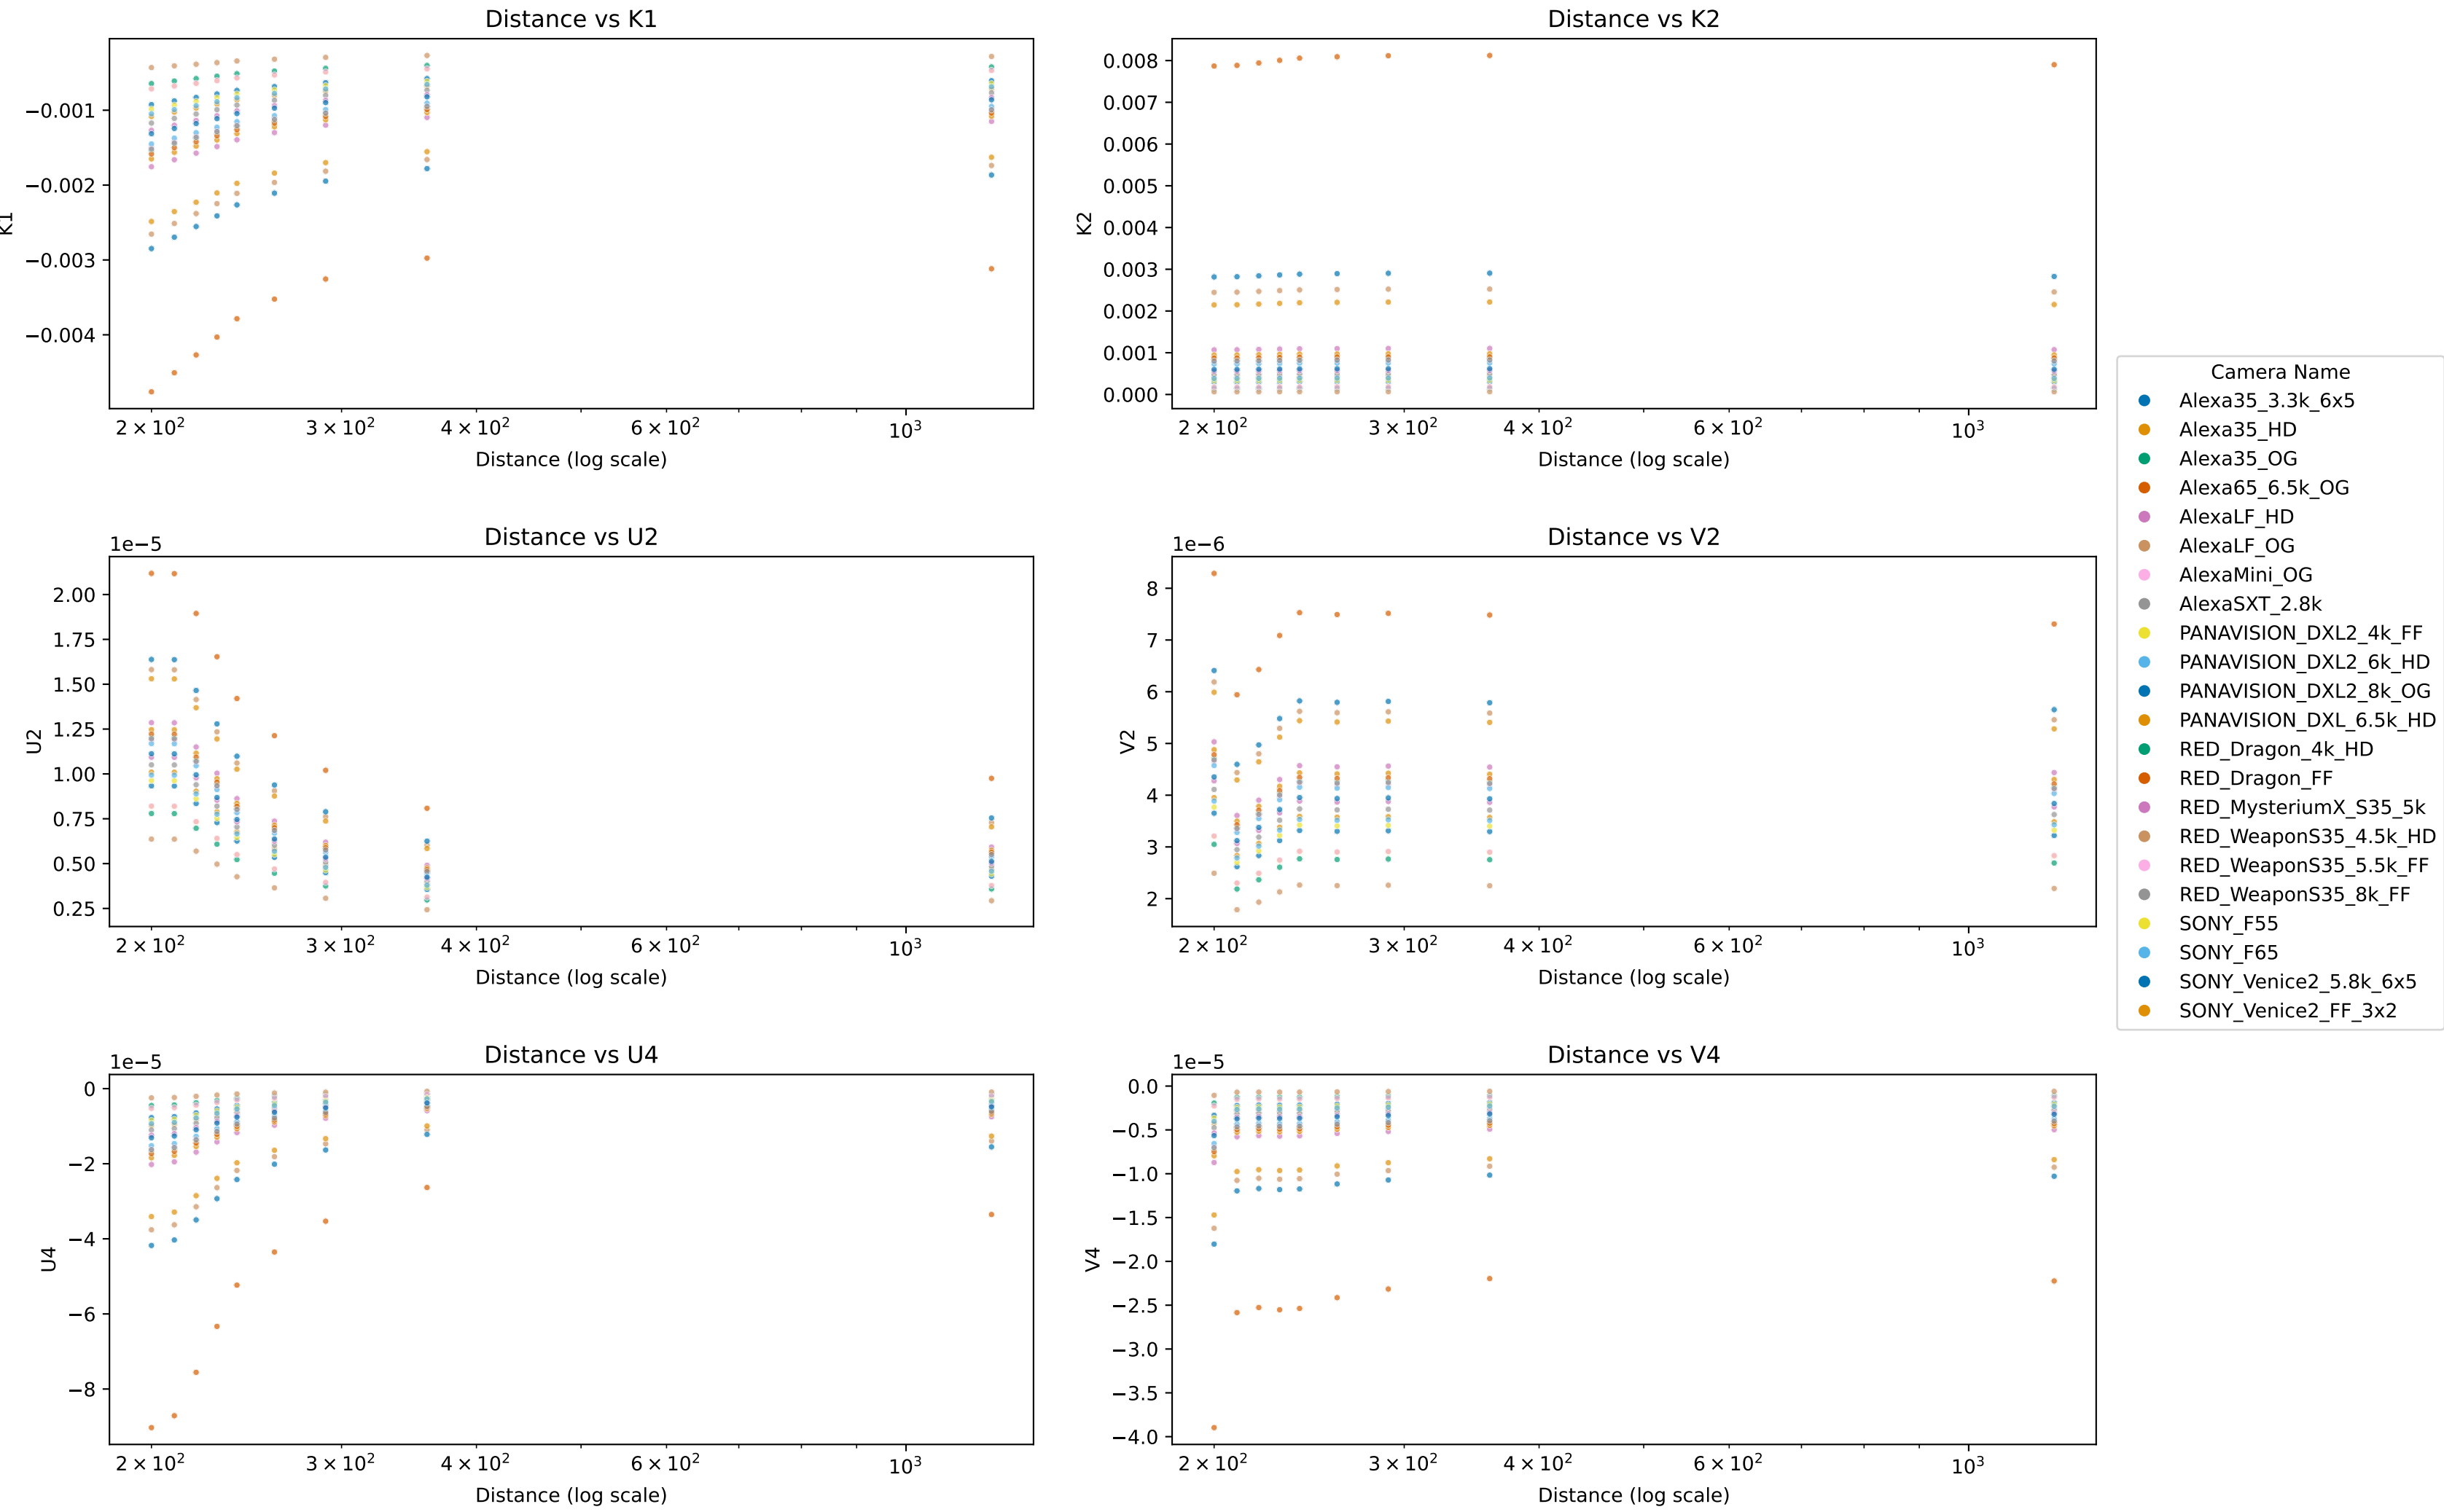 Distance vs K1
K1
−0.001
−0.002
−0.003
−0.004
2 × 10²
3 × 10²
4 × 10²
6 × 10²
10³
Distance (log scale)
Distance vs K2
K2
0.008
0.007
0.006
0.005
0.004
0.003
0.002
0.001
0.000
2 × 10²
3 × 10²
4 × 10²
6 × 10²
10³
Distance (log scale)
Distance vs U2
1e−5
U2
2.00
1.75
1.50
1.25
1.00
0.75
0.50
0.25
2 × 10²
3 × 10²
4 × 10²
6 × 10²
10³
Distance (log scale)
Distance vs V2
1e−6
V2
8
7
6
5
4
3
2
2 × 10²
3 × 10²
4 × 10²
6 × 10²
10³
Distance (log scale)
Distance vs U4
1e−5
U4
0
−2
−4
−6
−8
2 × 10²
3 × 10²
4 × 10²
6 × 10²
10³
Distance (log scale)
Distance vs V4
1e−5
V4
0.0
−0.5
−1.0
−1.5
−2.0
−2.5
−3.0
−3.5
−4.0
2 × 10²
3 × 10²
4 × 10²
6 × 10²
10³
Distance (log scale)
Camera Name
Alexa35_3.3k_6x5
Alexa35_HD
Alexa35_OG
Alexa65_6.5k_OG
AlexaLF_HD
AlexaLF_OG
AlexaMini_OG
AlexaSXT_2.8k
PANAVISION_DXL2_4k_FF
PANAVISION_DXL2_6k_HD
PANAVISION_DXL2_8k_OG
PANAVISION_DXL_6.5k_HD
RED_Dragon_4k_HD
RED_Dragon_FF
RED_MysteriumX_S35_5k
RED_WeaponS35_4.5k_HD
RED_WeaponS35_5.5k_FF
RED_WeaponS35_8k_FF
SONY_F55
SONY_F65
SONY_Venice2_5.8k_6x5
SONY_Venice2_FF_3x2